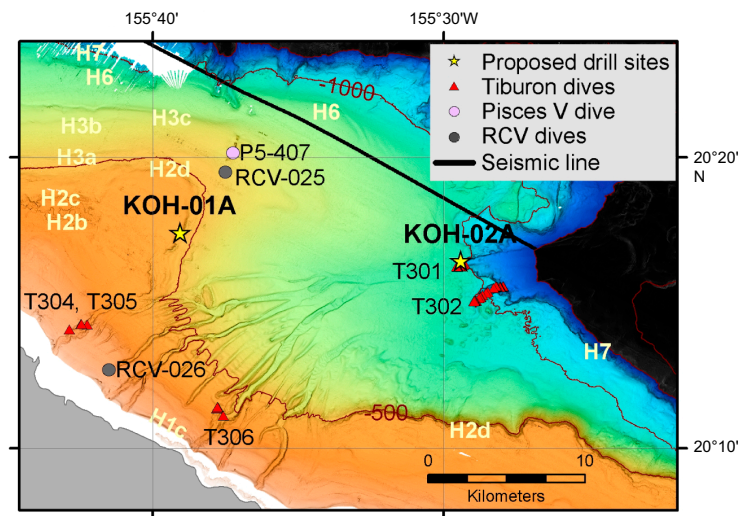 155°40'
155°30'
H7
H6
-1000
H6
Proposed drill sites
Tiburon dives
Pisces V dive
RCV dives
Seismic line
H3b
H3c
H3a
P5-407
20°20'
N
H2d
RCV-025
H2c
KOH-01A
H2b
KOH-02A
T301
T304, T305
T302
H7
RCV-026
H1c
T306
-500
H2d
20°10'
0
10
Kilometers